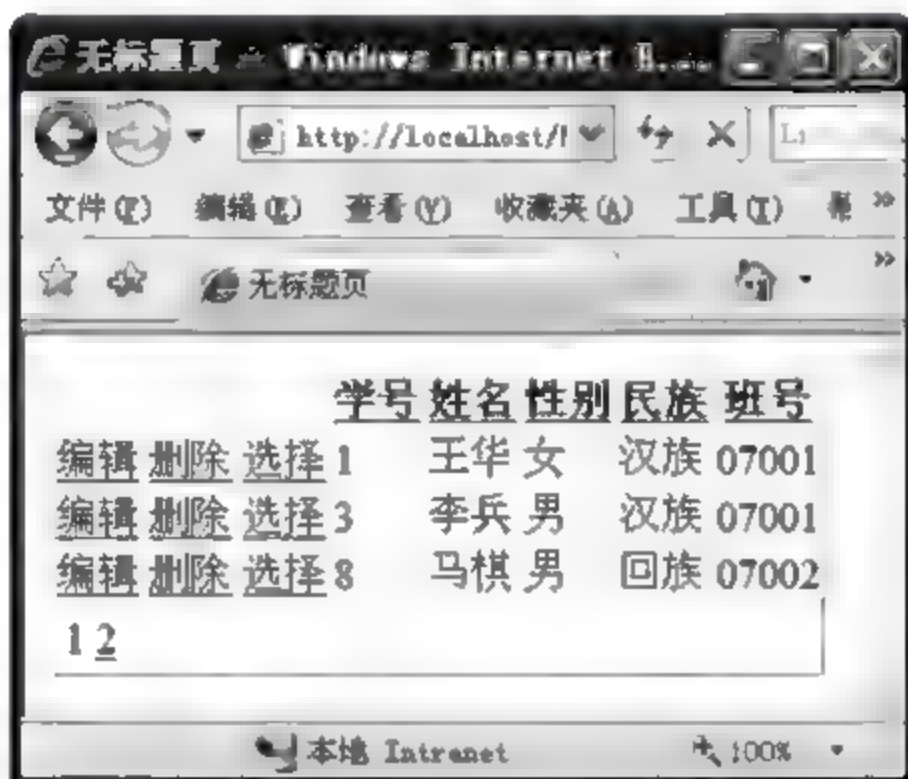 无标题页 - Windows Internet E...
http://localhost/
文件(F) 编辑(E) 查看(V) 收藏夹(A) 工具(T) »
无标题页 »
学号 姓名 性别 民族 班号
编辑 删除 选择 1 王华 女 汉族 07001
编辑 删除 选择 3 李兵 男 汉族 07001
编辑 删除 选择 8 马棋 男 回族 07002
1 2
本地 Intranet 100%